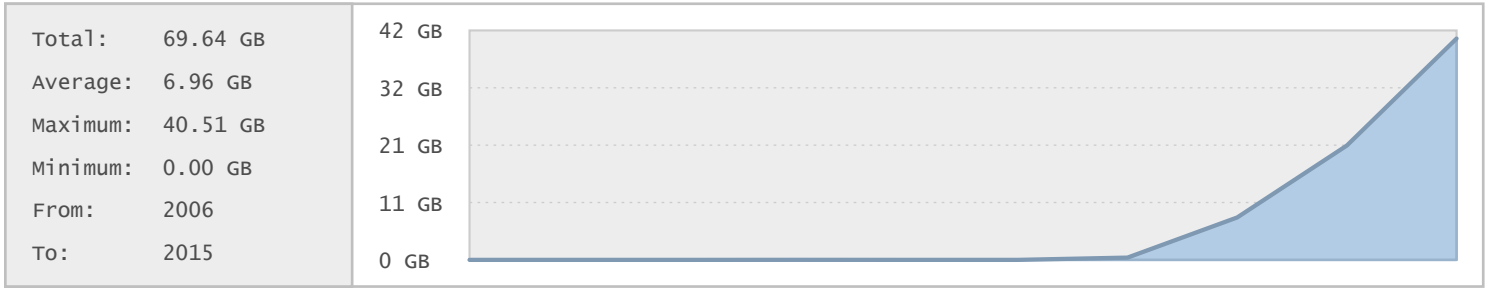 Total: 69.64 GB
Average: 6.96 GB
Maximum: 40.51 GB
Minimum: 0.00 GB
From: 2006
To: 2015
42 GB
32 GB
21 GB
11 GB
0 GB